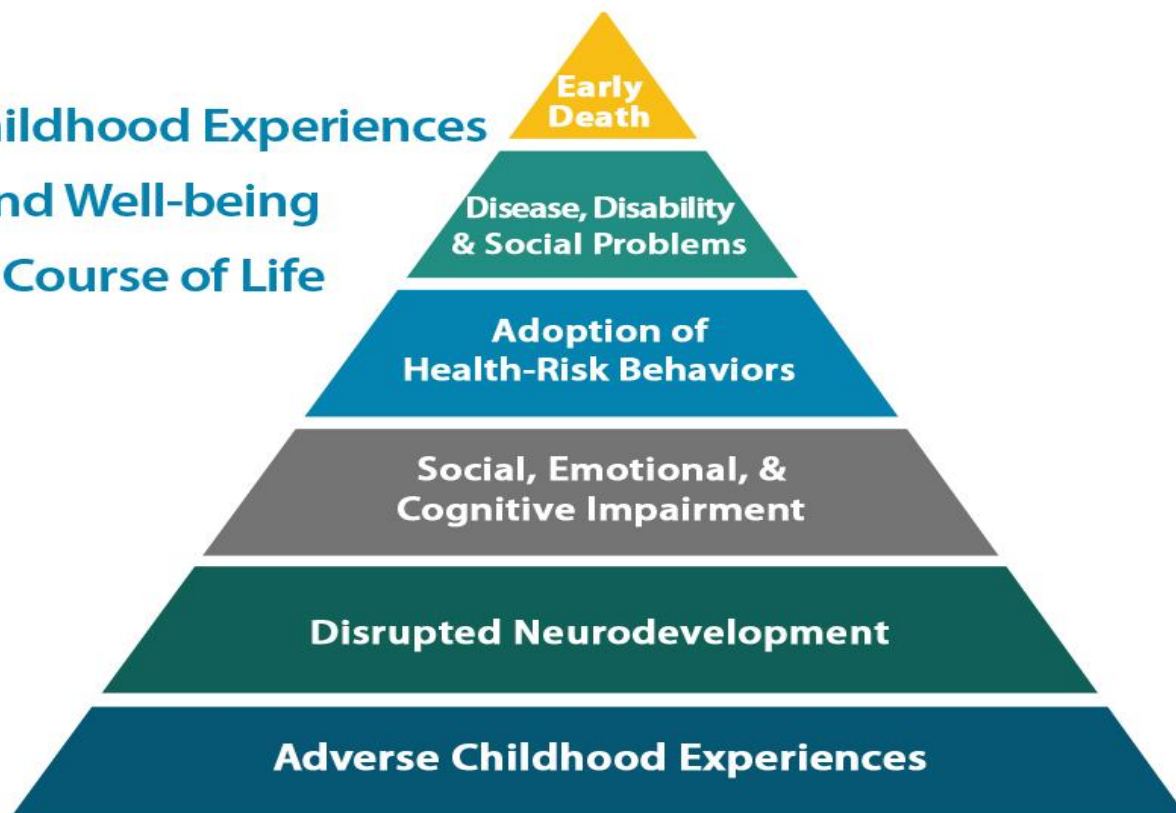 hildhood Experiences
nd Well-being
Course of Life
Early
Death
Disease, Disability
& Social Problems
Adoption of
Health-Risk Behaviors
Social, Emotional, &
Cognitive Impairment
Disrupted Neurodevelopment
Adverse Childhood Experiences